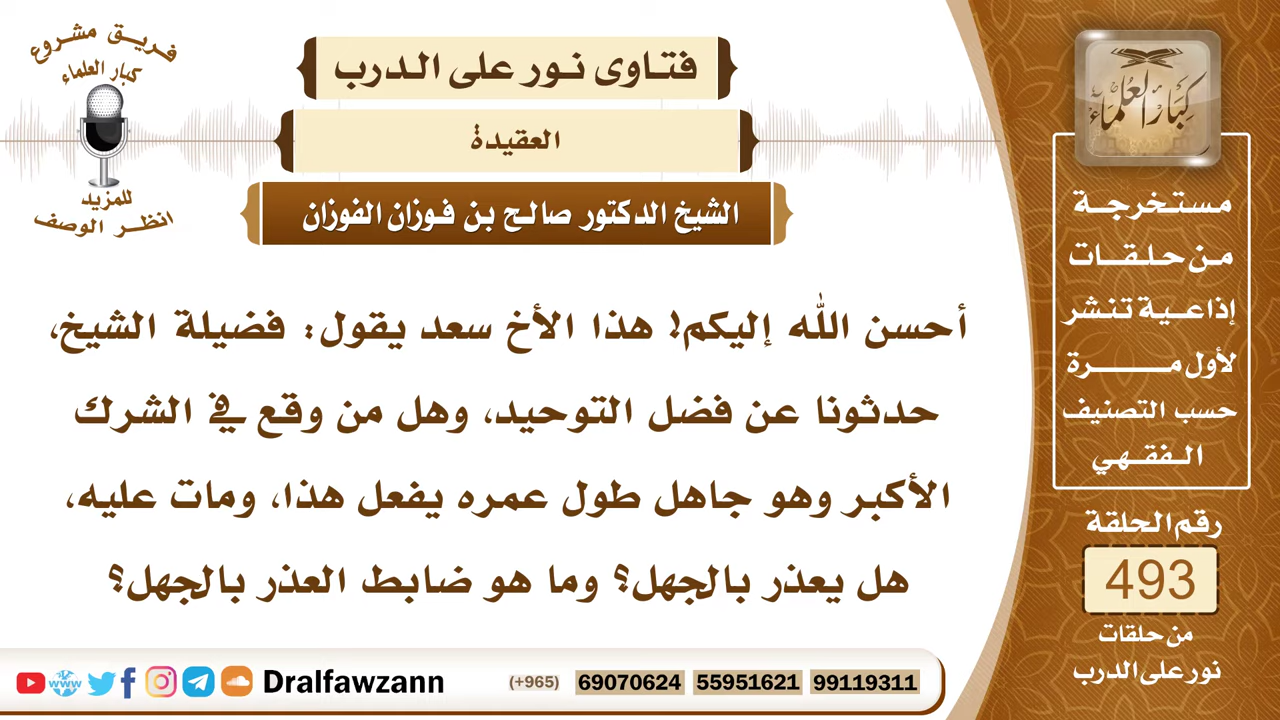 فريق مشروع
كبار العلماء
للمزيد
انظر الوصف
فتاوى نور على الدرب
العقيدة
الشيخ الدكتور صالح بن فوزان الفوزان
أحسن الله إليكم! هذا الأخ سعد يقول: فضيلة الشيخ،
حدثونا عن فضل التوحيد، وهل من وقع في الشرك
الأكبر وهو جاهل طول عمره يفعل هذا، ومات عليه،
هل يعذر بالجهل؟ وما هو ضابط العذر بالجهل؟
كبار العلماء
مستخرجة
من حلقات
إذاعية تنشر
لأول مرة
حسب التصنيف
الفقهي
رقم الحلقة
493
من حلقات
نور على الدرب
www
Dralfawzann
(+965) 69070624 55951621 99119311